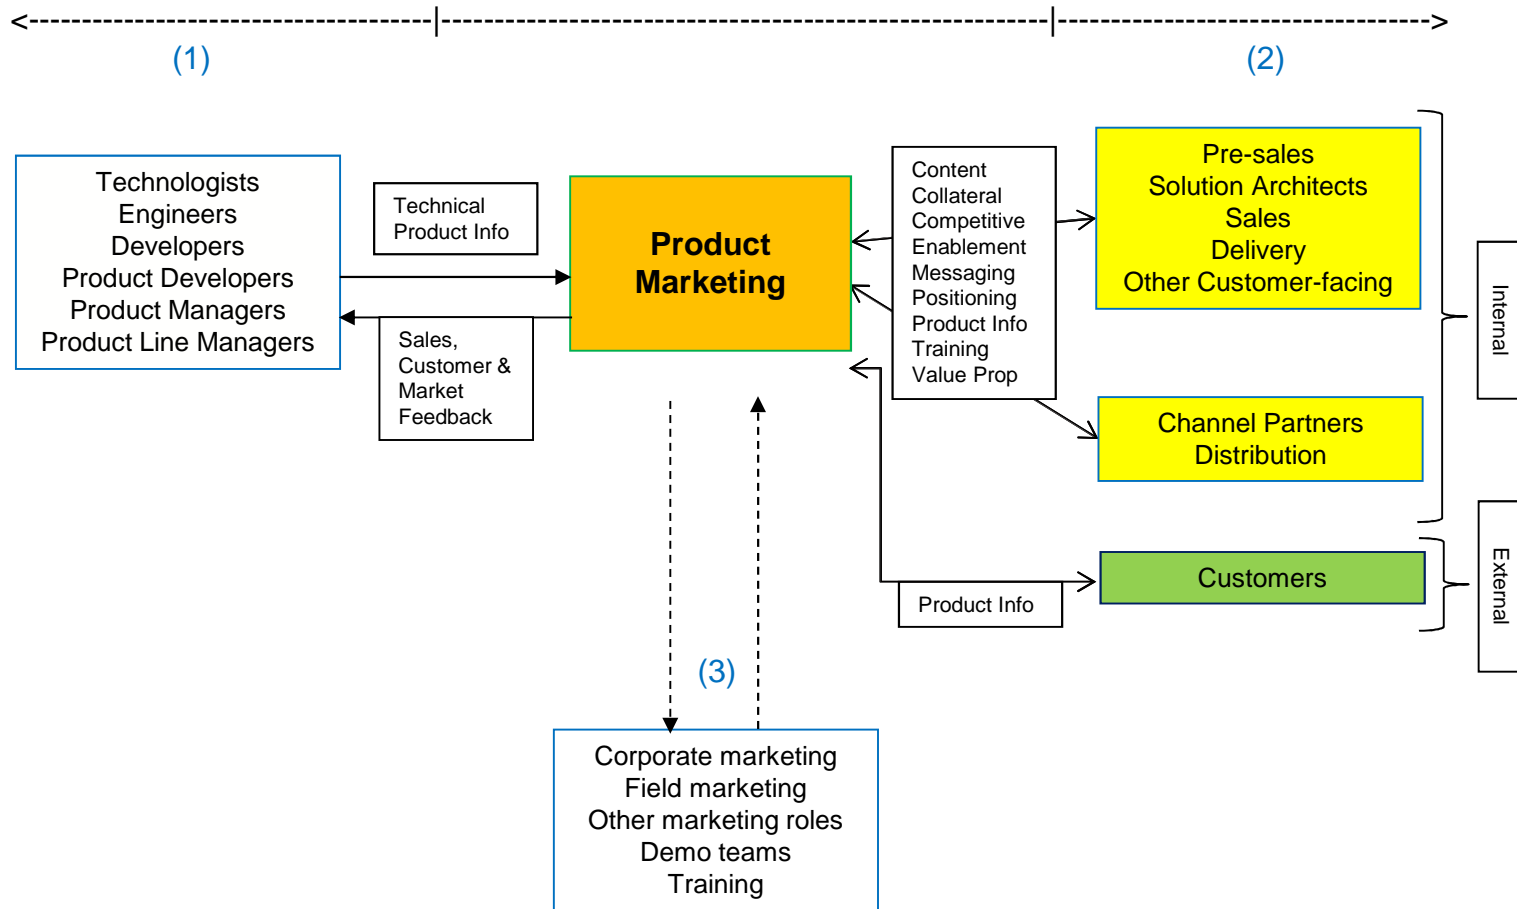 (1)
(2)
Technologists
Engineers
Developers
Product Developers
Product Managers
Product Line Managers
Technical
Product Info
Sales,
Customer &
Market
Feedback
Product
Marketing
Content
Collateral
Competitive
Enablement
Messaging
Positioning
Product Info
Training
Value Prop
Pre-sales
Solution Architects
Sales
Delivery
Other Customer-facing
Channel Partners
Distribution
Internal
Customers
Product Info
External
(3)
Corporate marketing
Field marketing
Other marketing roles
Demo teams
Training